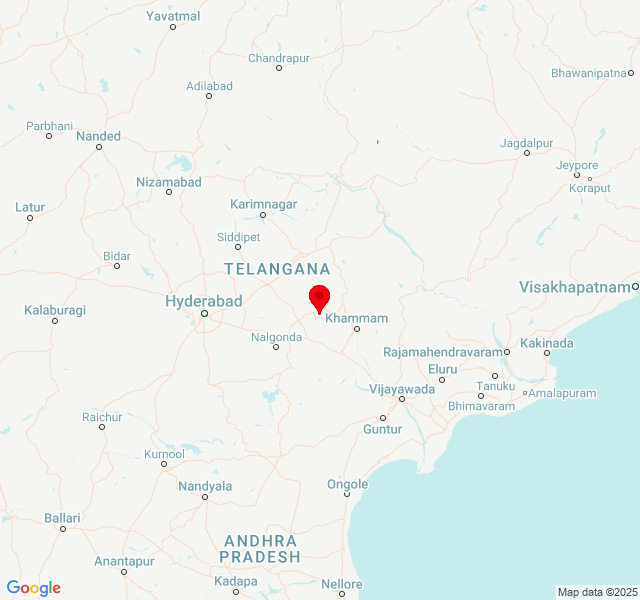 Yavatmal
Chandrapur
Bhawanipatna
Adilabad
Parbhani
Nanded
Jagdalpur
Jeypore
Koraput
Nizamabad
Latur
Karimnagar
Siddipet
Bidar
TELANGANA
Visakhapatnam
Hyderabad
Kalaburagi
Khammam
Nalgonda
Kakinada
Rajamahendravaram
Eluru
Tanuku
Vijayawada
Amalapuram
Bhimavaram
Raichur
Guntur
Kurnool
Nandyala
Ongole
Ballari
ANDHRA
PRADESH
Anantapur
Kadapa
Nellore
Google
Map data ©2025